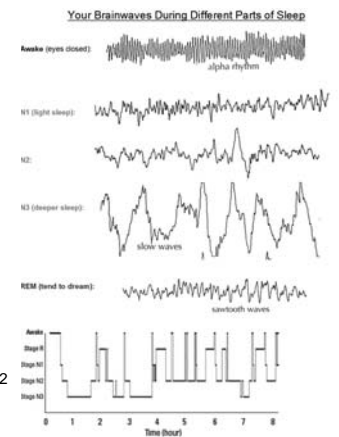 Your Brainwaves During Different Parts of Sleep
Awake (eyes closed):
alpha rhythm
N1 (light sleep):
N2:
N3 (deeper sleep):
slow waves
REM (tend to dream):
sawtooth waves
Awake
Stage R
Stage N1
2 Stage N2
Stage N3
0 1 2 3 4 5 6 7 8
Time (hour)